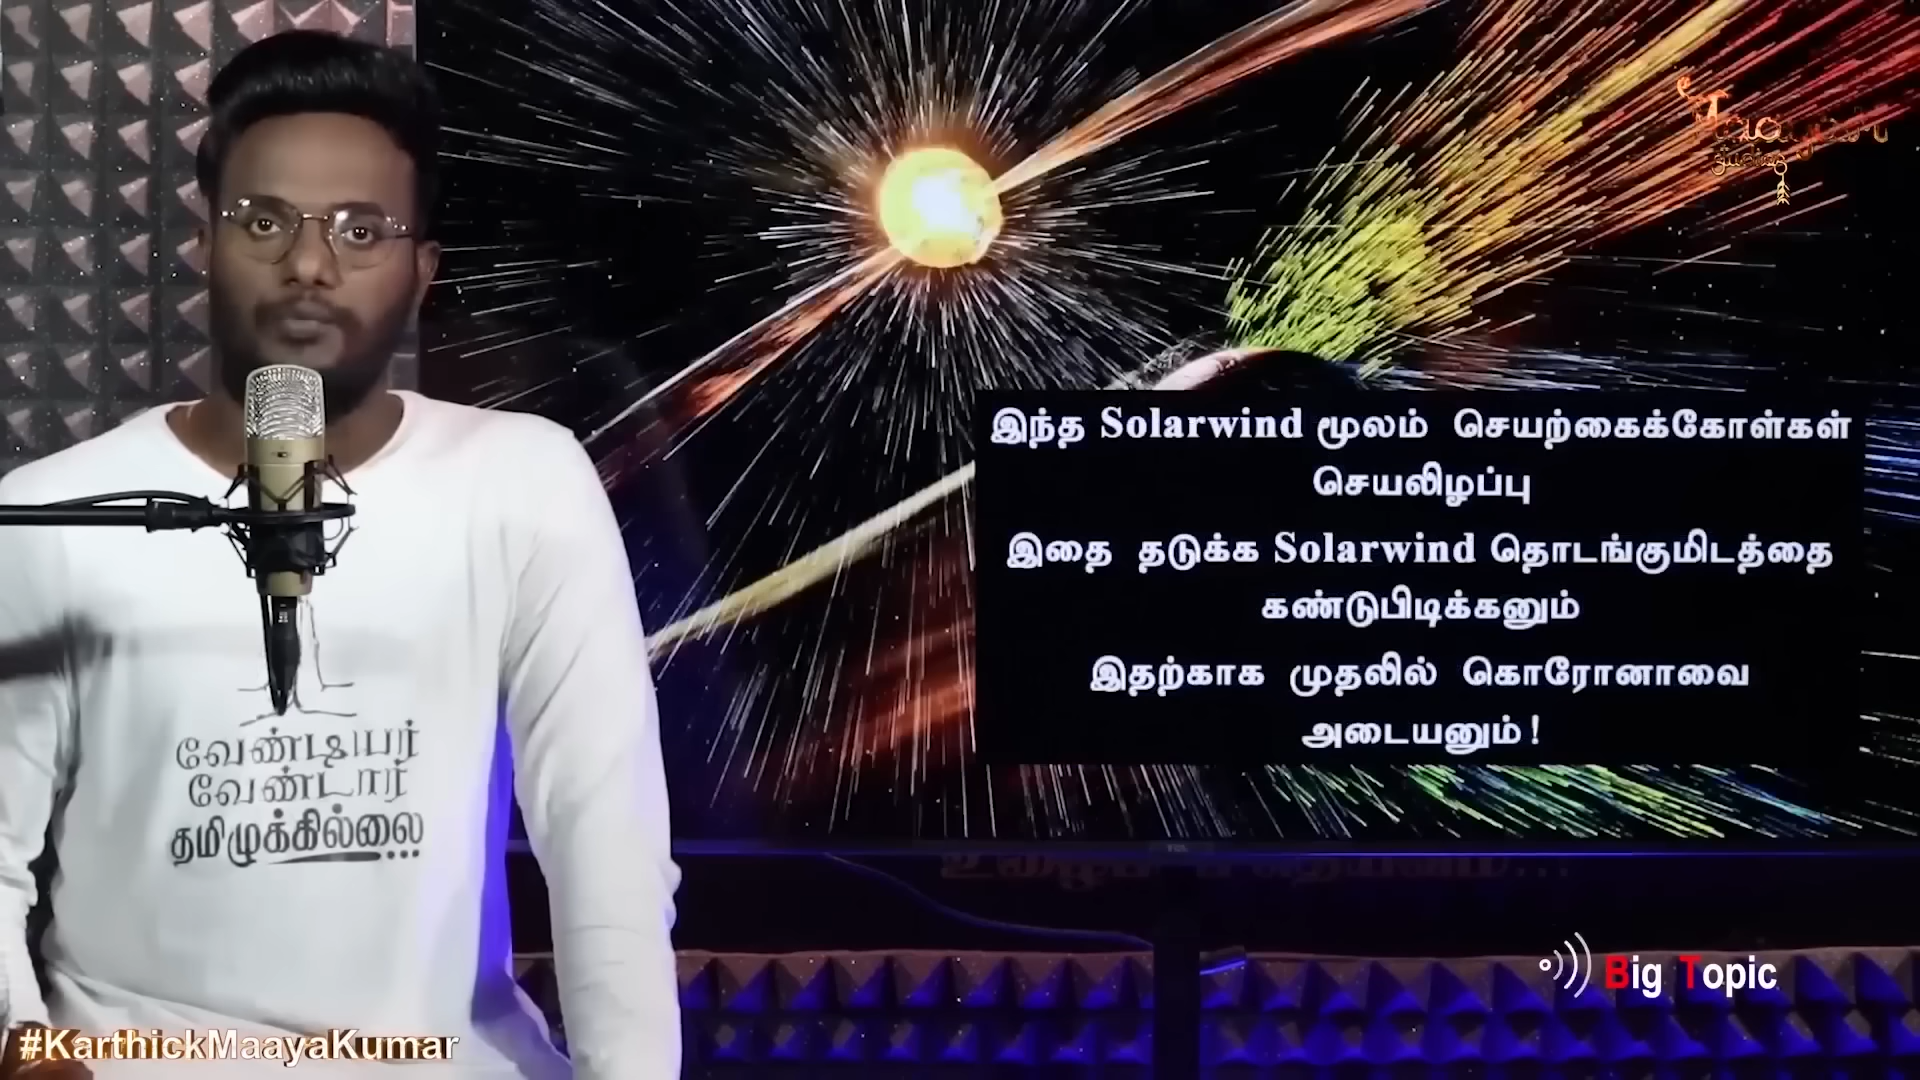 இந்த Solarwind மூலம் செயற்கைக்கோள்கள்
செயலிழப்பு
இதை தடுக்க Solarwind தொடங்குமிடத்தை
கண்டுபிடிக்கனும்
இதற்காக முதலில் கொரோனாவை
அடையனும்!
வேண்டியவர்
வேண்டார்
தமிழுக்கில்லை...
Big Topic
#KarthickMaayaKumar